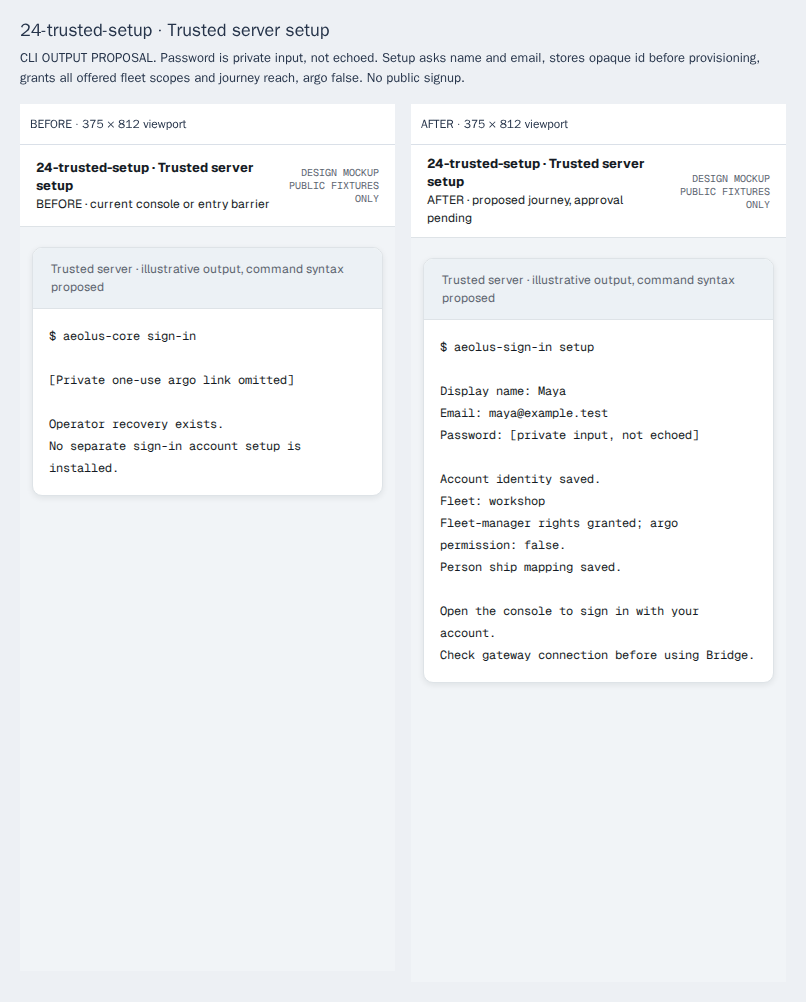 24-trusted-setup · Trusted server setup
CLI OUTPUT PROPOSAL. Password is private input, not echoed. Setup asks name and email, stores opaque id before provisioning,
grants all offered fleet scopes and journey reach, argo false. No public signup.
BEFORE · 375 × 812 viewport
24-trusted-setup · Trusted server
setup
BEFORE · current console or entry barrier
DESIGN MOCKUP
PUBLIC FIXTURES
ONLY
Trusted server · illustrative output, command syntax
proposed
$ aeolus-core sign-in
[Private one-use argo link omitted]
Operator recovery exists.
No separate sign-in account setup is
installed.
AFTER · 375 × 812 viewport
24-trusted-setup · Trusted server
setup
AFTER · proposed journey, approval
pending
DESIGN MOCKUP
PUBLIC FIXTURES
ONLY
Trusted server · illustrative output, command syntax
proposed
$ aeolus-sign-in setup
Display name: Maya
Email: maya@example.test
Password: [private input, not echoed]
Account identity saved.
Fleet: workshop
Fleet-manager rights granted; argo
permission: false.
Person ship mapping saved.
Open the console to sign in with your
account.
Check gateway connection before using Bridge.